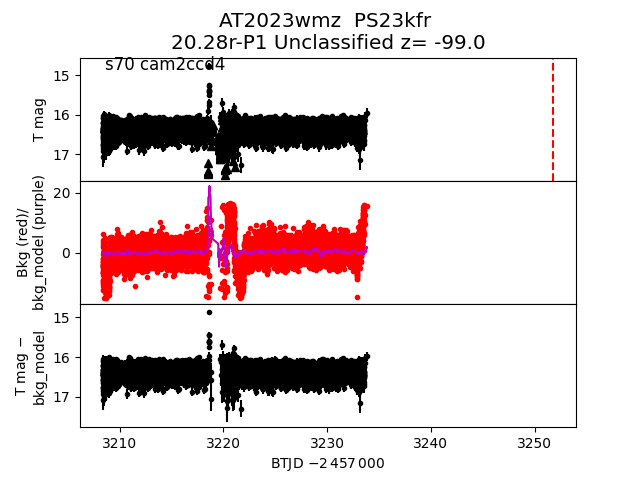 AT2023wmz PS23kfr
20.28r-P1 Unclassified z= -99.0
s70 cam2ccd4
T mag
15
16
17
Bkg (red)/
bkg_model (purple)
20
0
T mag −
bkg_model
15
16
17
3210 3220 3230 3240 3250
BTJD −2 457 000